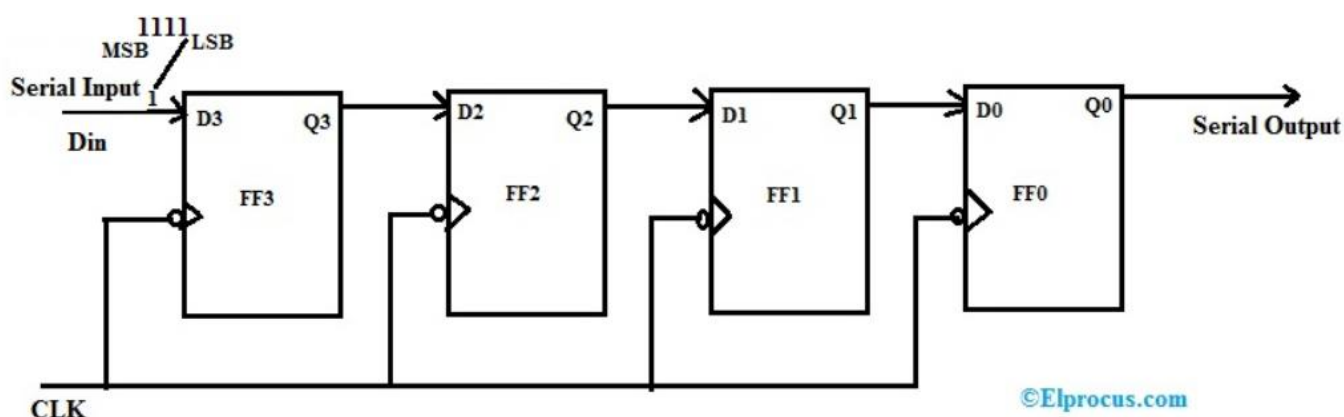 1111
MSB LSB
Serial Input 1
Din
D3 Q3
FF3
D2 Q2
FF2
D1 Q1
FF1
D0 Q0
FF0
Serial Output
CLK
©Elprocus.com